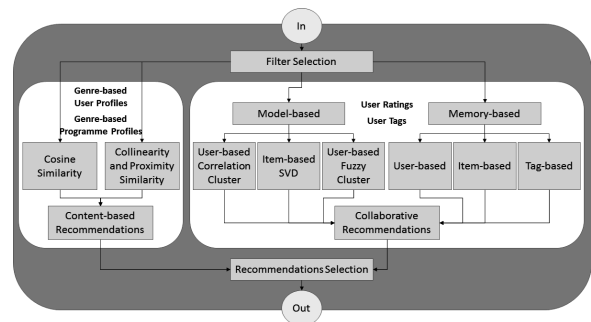 In
Filter Selection
Genre-based
User Profiles
Genre-based
Programme Profiles
Cosine
Similarity
Collinearity
and Proximity
Similarity
Content-based
Recommendations
Model-based
User Ratings
User Tags
Memory-based
User-based
Correlation
Cluster
Item-based
SVD
User-based
Fuzzy
Cluster
User-based
Item-based
Tag-based
Collaborative
Recommendations
Recommendations Selection
Out